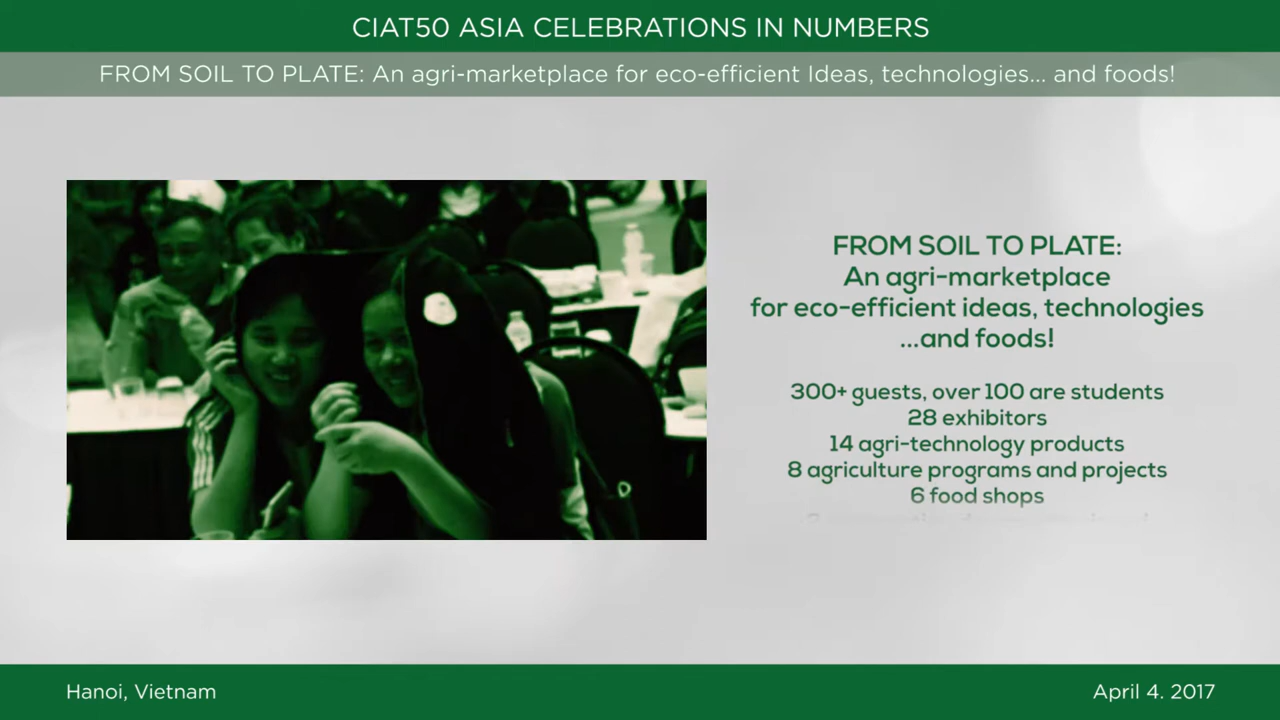 CIAT50 ASIA CELEBRATIONS IN NUMBERS
FROM SOIL TO PLATE: An agri-marketplace for eco-efficient Ideas, technologies... and foods!
FROM SOIL TO PLATE:
An agri-marketplace
for eco-efficient ideas, technologies
...and foods!
300+ guests, over 100 are students
28 exhibitors
14 agri-technology products
8 agriculture programs and projects
6 food shops
Hanoi, Vietnam
April 4. 2017